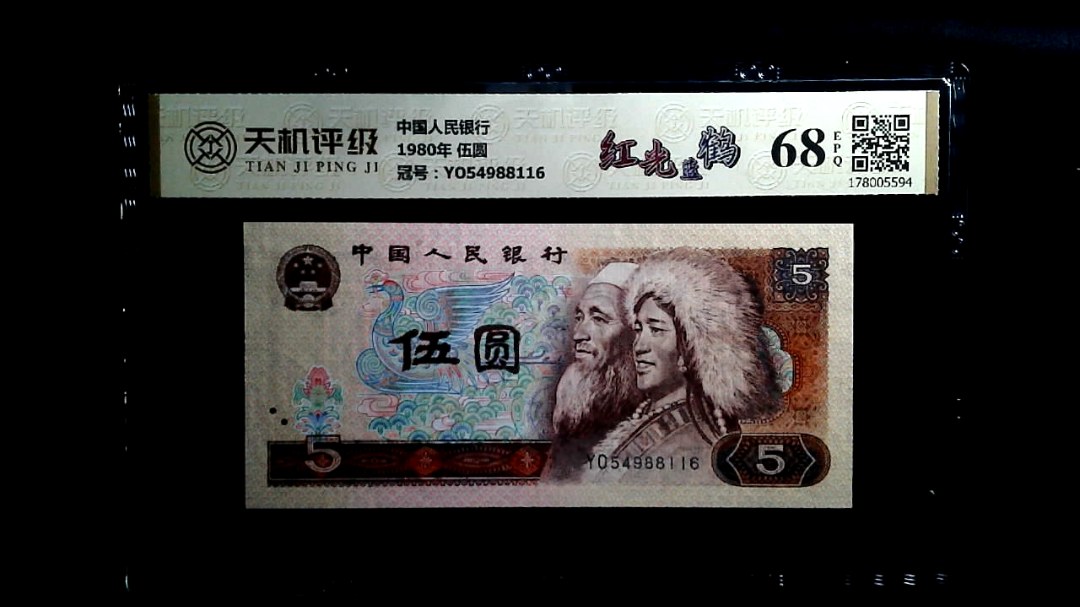 天机评级
TIAN JI PING JI
中国人民银行
1980年 伍圆
冠号：YO54988116
红光蓝鹤
68
EPQ
178005594
中国人民银行
5
伍圆
5
YO54988116
5